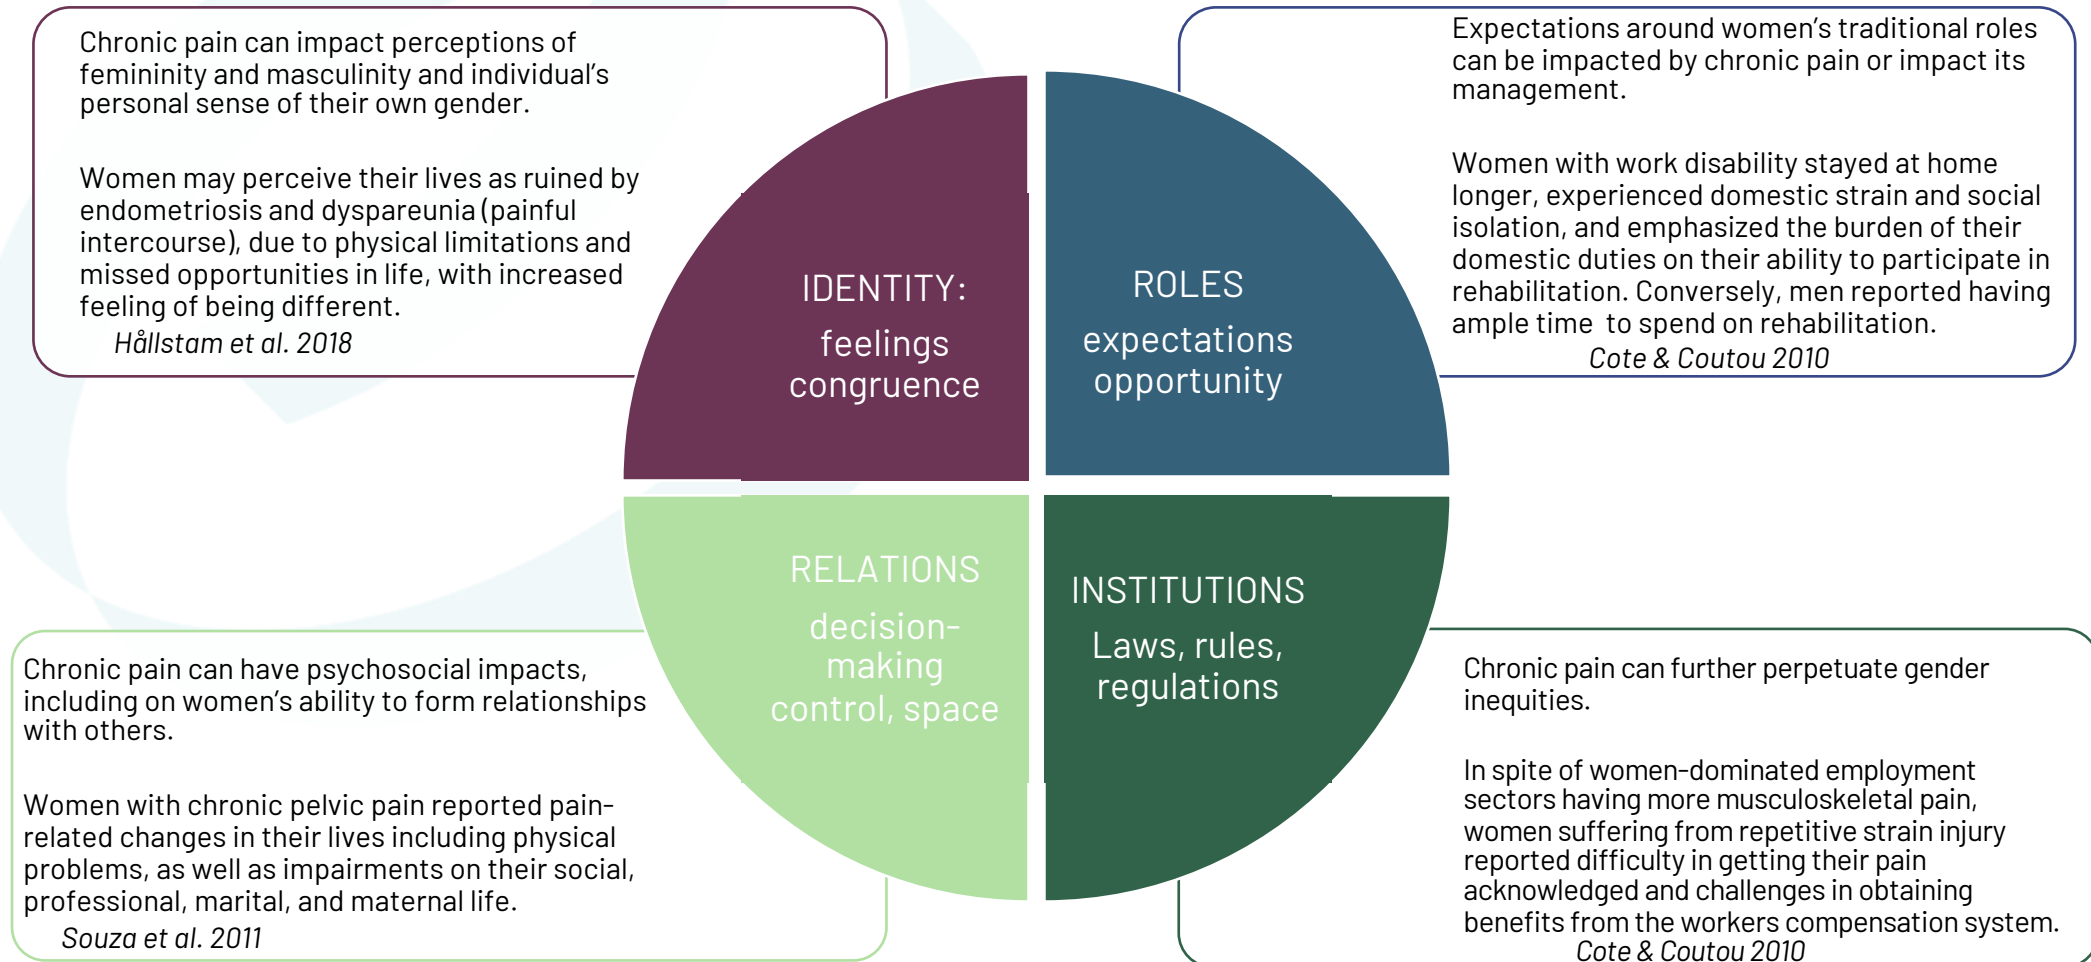 Chronic pain can impact perceptions of
femininity and masculinity and individual's
personal sense of their own gender.
Women may perceive their lives as ruined by
endometriosis and dyspareunia (painful
intercourse), due to physical limitations and
missed opportunities in life, with increased
feeling of being different.
Hållstam et al. 2018
Expectations around women's traditional roles
can be impacted by chronic pain or impact its
management.
Women with work disability stayed at home
longer, experienced domestic strain and social
isolation, and emphasized the burden of their
domestic duties on their ability to participate in
rehabilitation. Conversely, men reported having
ample time  to spend on rehabilitation.
Cote & Coutou 2010
IDENTITY:
feelings
congruence
ROLES
expectations
opportunity
RELATIONS
decision-
making
control, space
INSTITUTIONS
Laws, rules,
regulations
Chronic pain can have psychosocial impacts,
including on women's ability to form relationships
with others.
Women with chronic pelvic pain reported pain-
related changes in their lives including physical
problems, as well as impairments on their social,
professional, marital, and maternal life.
Souza et al. 2011
Chronic pain can further perpetuate gender
inequities.
In spite of women-dominated employment
sectors having more musculoskeletal pain,
women suffering from repetitive strain injury
reported difficulty in getting their pain
acknowledged and challenges in obtaining
benefits from the workers compensation system.
Cote & Coutou 2010